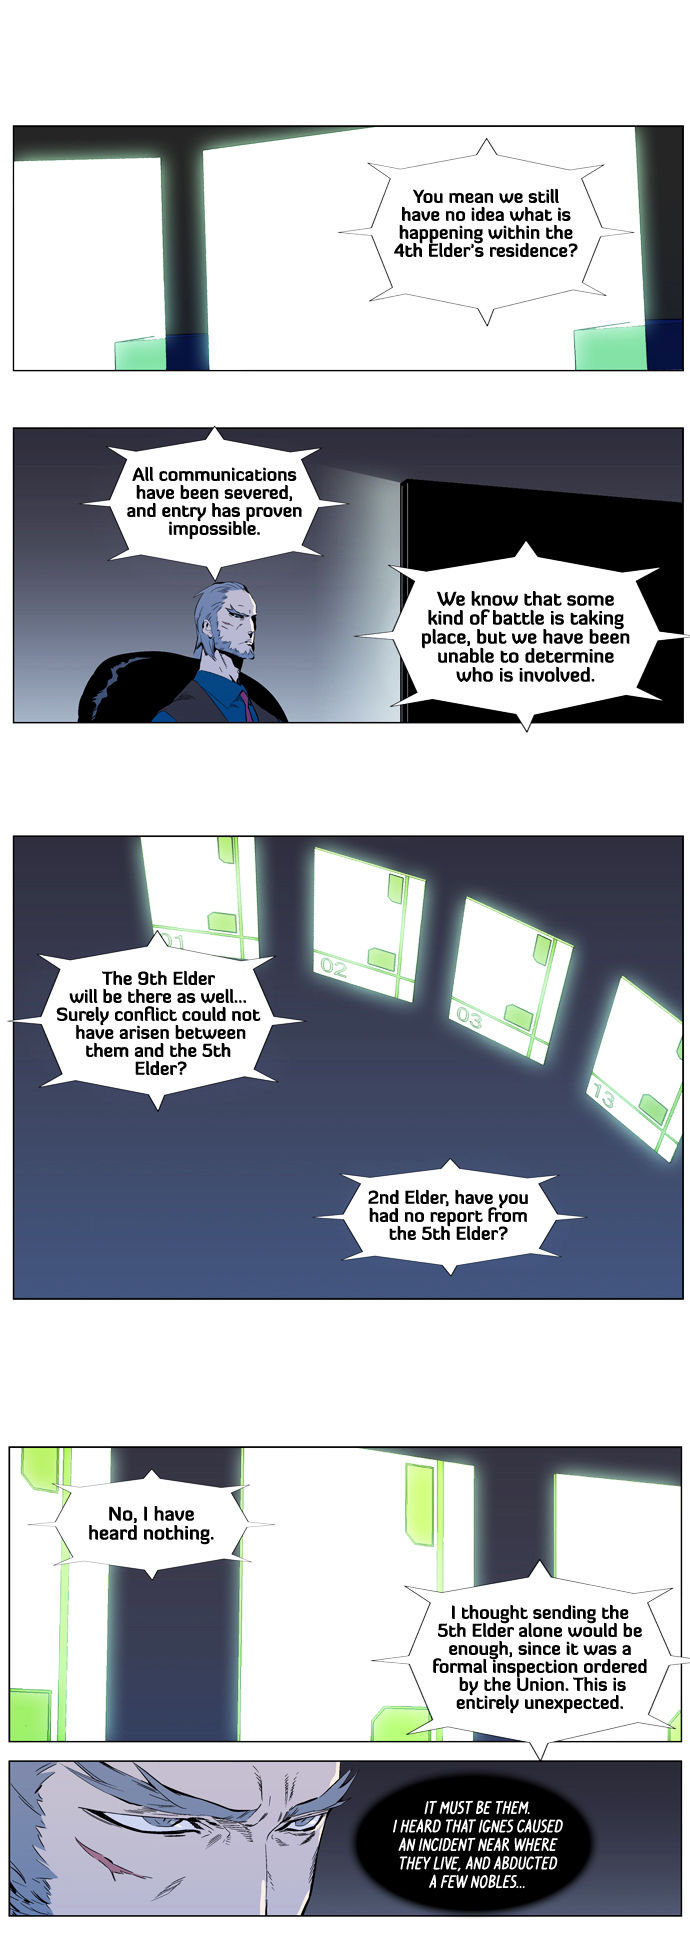 You mean we still
have no idea what is
happening within the
4th Elder's residence?
All communications
have been severed,
and entry has proven
impossible.
We know that some
kind of battle is taking
place, but we have been
unable to determine
who is involved.
01
02
03
13
The 9th Elder
will be there as well...
Surely conflict could not
have arisen between
them and the 5th
Elder?
2nd Elder, have you
had no report from
the 5th Elder?
No, I have
heard nothing.
I thought sending the
5th Elder alone would be
enough, since it was a
formal inspection ordered
by the Union. This is
entirely unexpected.
IT MUST BE THEM.
I HEARD THAT IGNES CAUSED
AN INCIDENT NEAR WHERE
THEY LIVE, AND ABDUCTED
A FEW NOBLES...